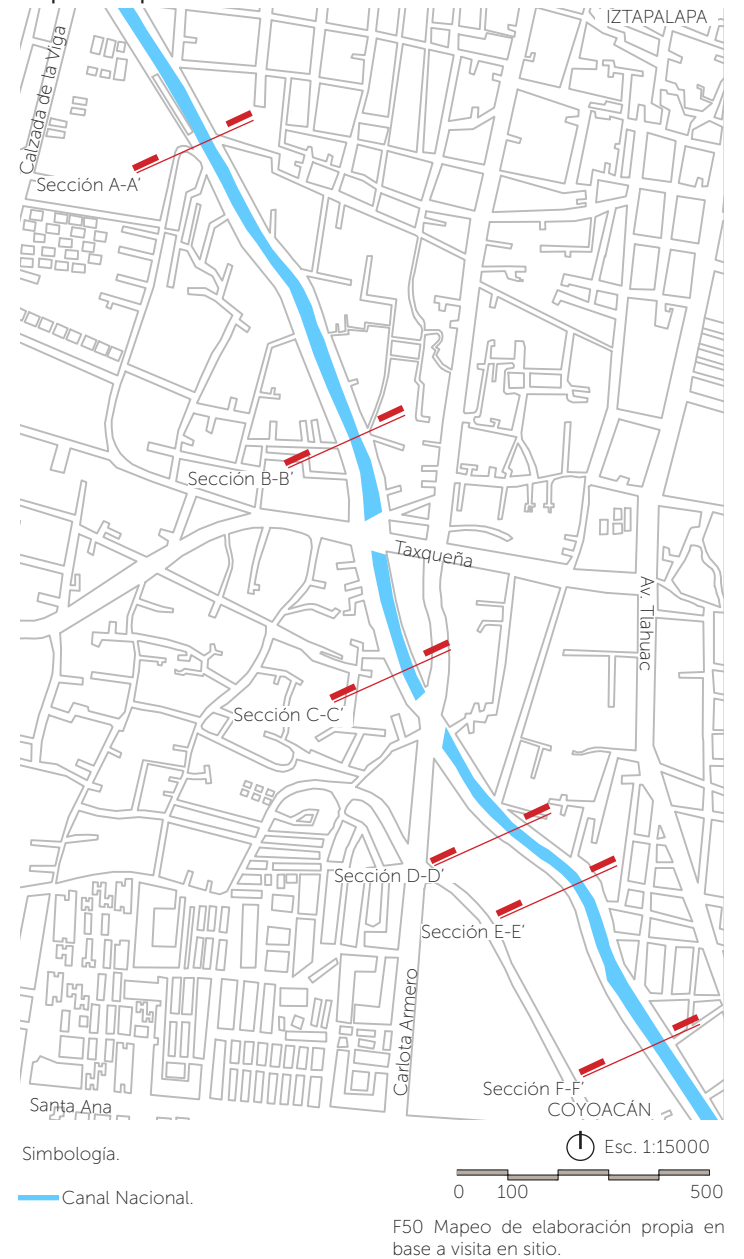 IZTAPALAPA
Calzada de la Viga
Sección A-A'
Sección B-B'
Taxqueña
Av. Tlahuac
Sección C-C'
Sección D-D'
Sección E-E'
Carlota Armero
Sección F-F'
Santa Ana
COYOACÁN
Simbología.
Esc. 1:15000
Canal Nacional.
0 100 500
F50 Mapeo de elaboración propia en
base a visita en sitio.